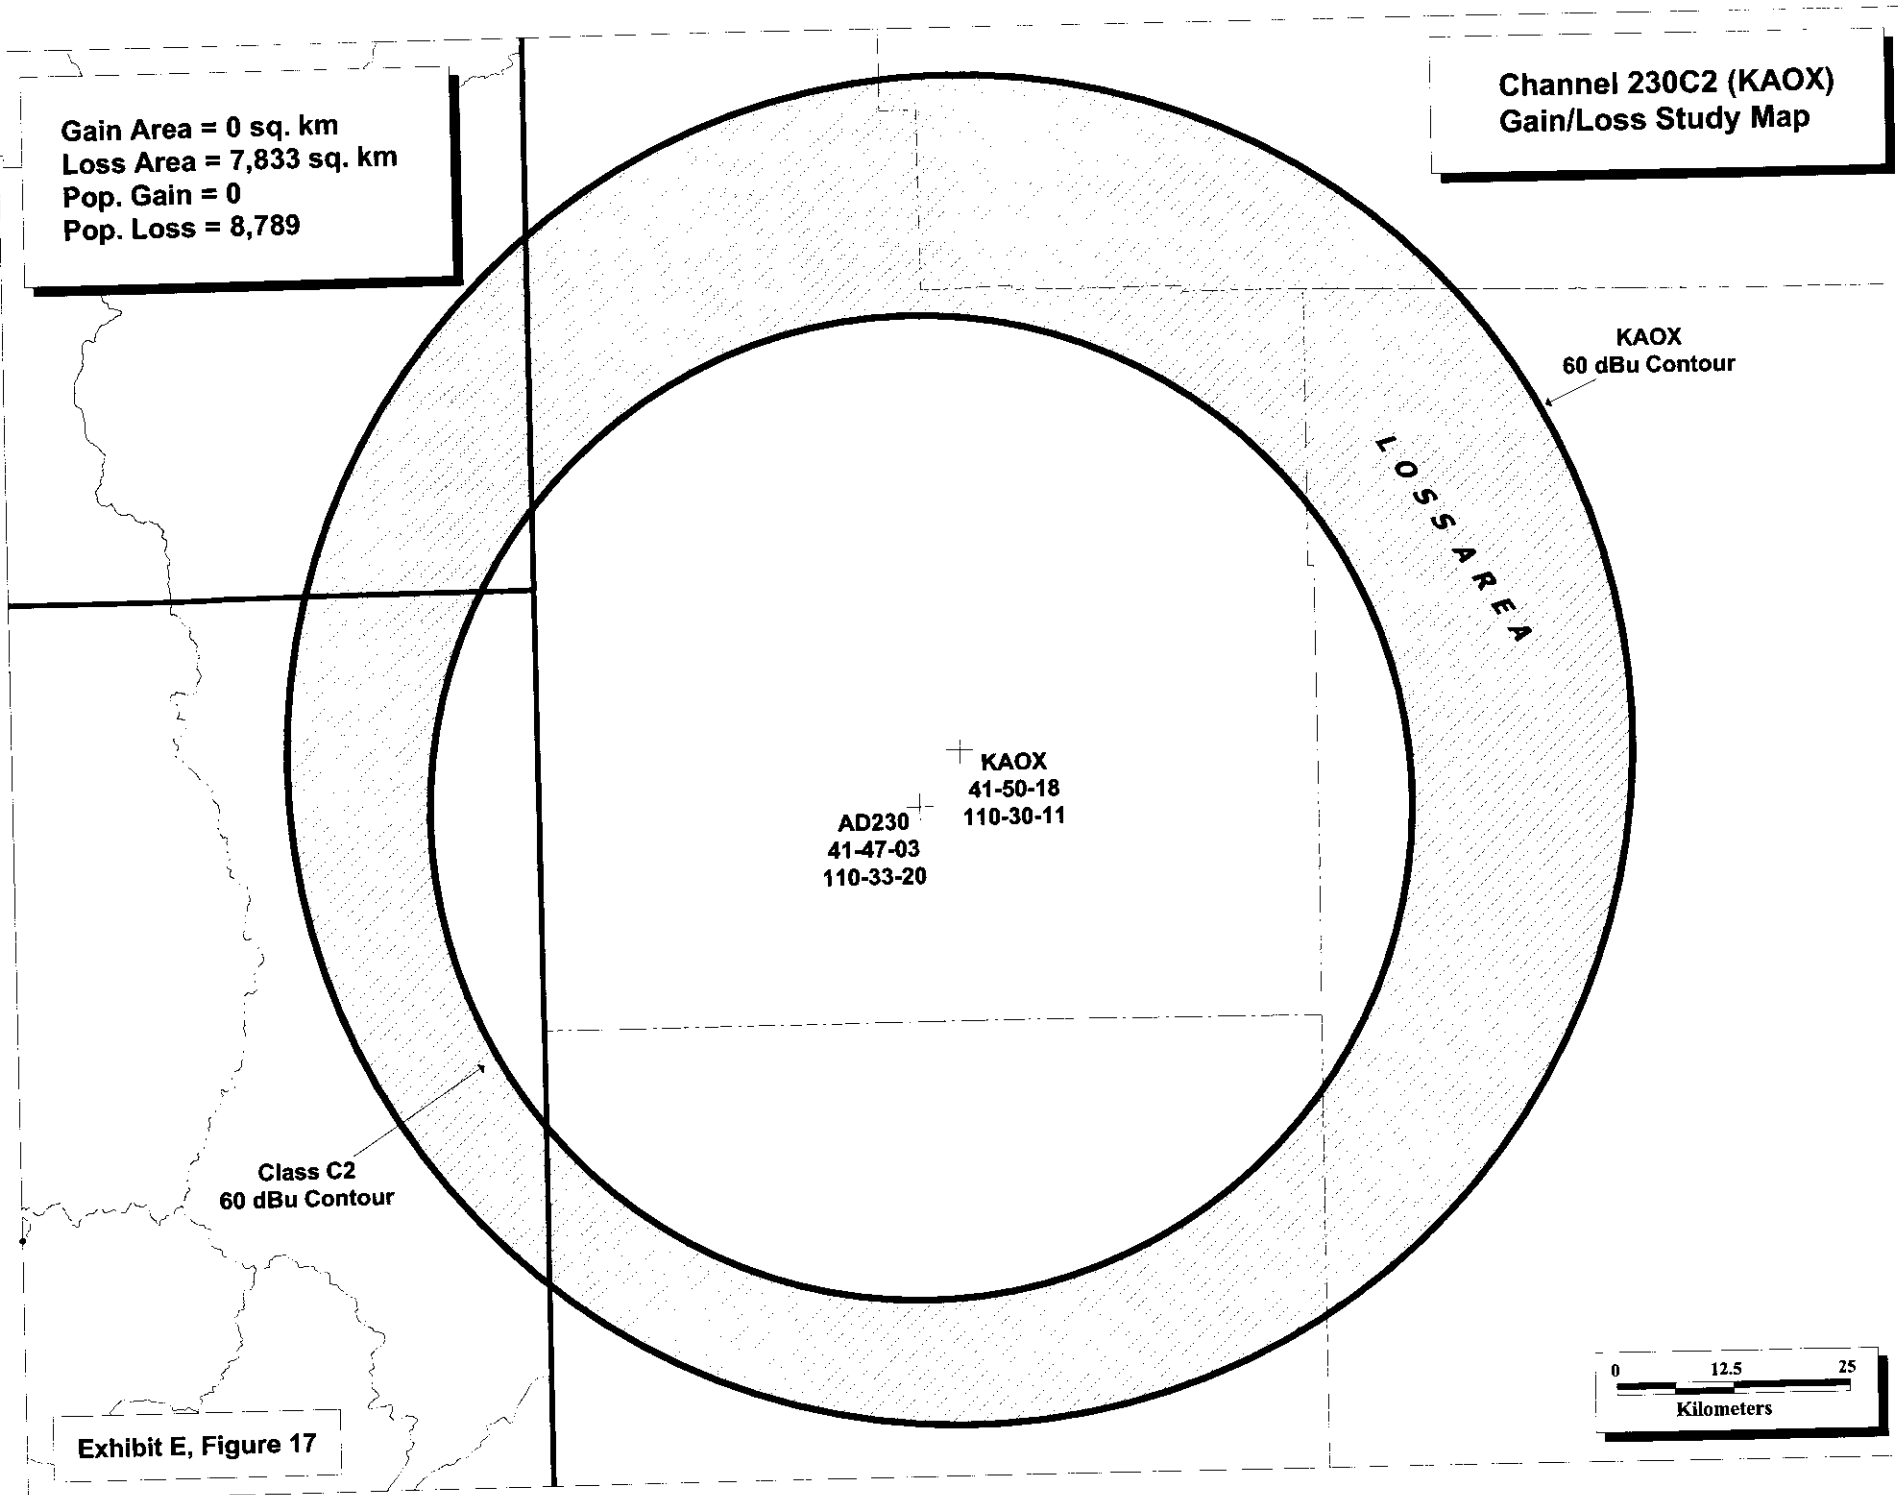 Gain Area = 0 sq. km
Loss Area = 7,833 sq. km
Pop. Gain = 0
Pop. Loss = 8,789
Channel 230C2 (KAOX)
Gain/Loss Study Map
KAOX
60 dBu Contour
LOSS AREA
KAOX
41-50-18
110-30-11
AD230
41-47-03
110-33-20
Class C2
60 dBu Contour
0 12.5 25
Kilometers
Exhibit E, Figure 17